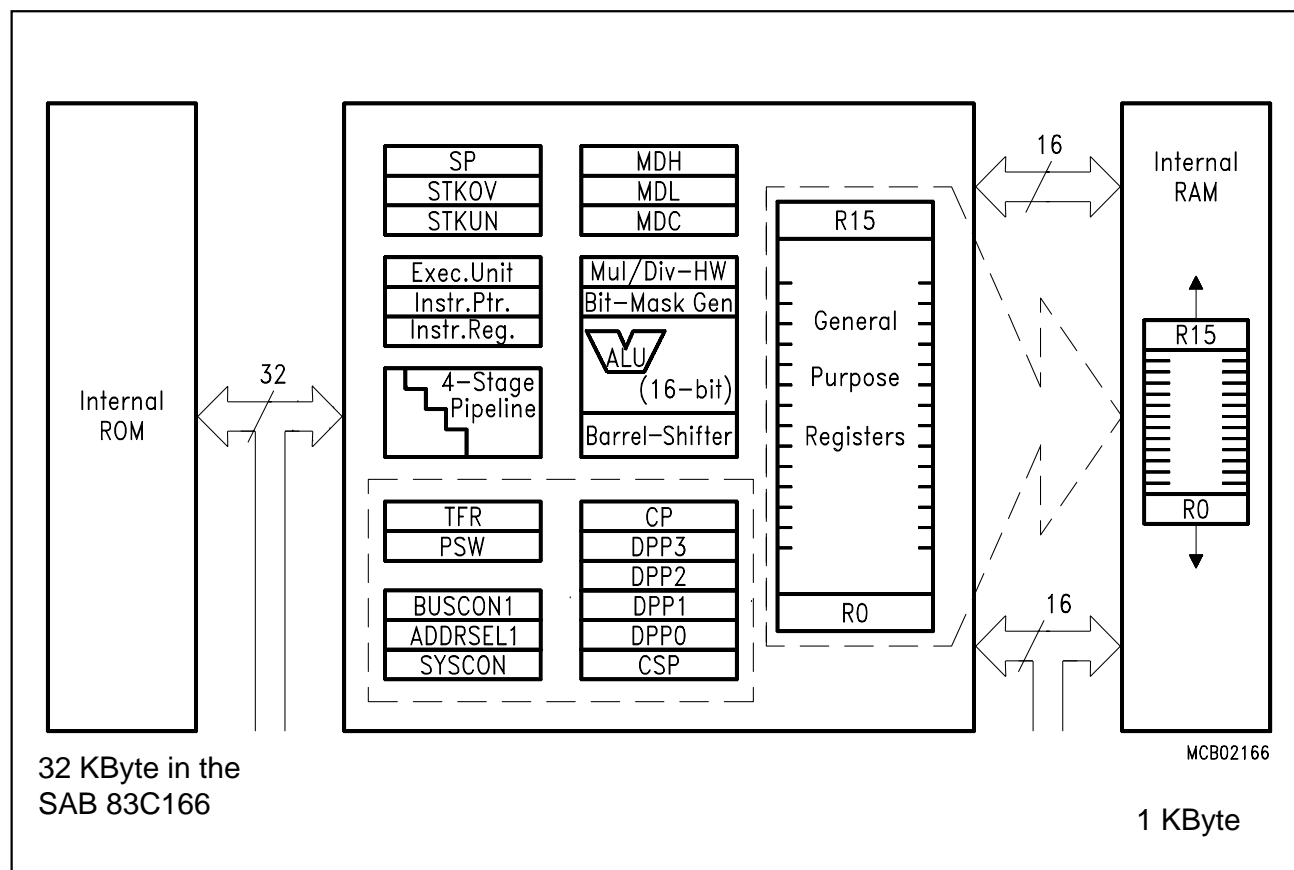 Internal
ROM
32
SP
STKOV
STKUN
Exec.Unit
Instr.Ptr.
Instr.Reg.
4-Stage
Pipeline
TFR
PSW
BUSCON1
ADDRSEL1
SYSCON
MDH
MDL
MDC
Mul/Div-HW
Bit-Mask Gen
ALU
(16-bit)
Barrel-Shifter
CP
DPP3
DPP2
DPP1
DPP0
CSP
R15
General
Purpose
Registers
R0
16
16
Internal
RAM
R15
R0
MCB02166
32 KByte in the
SAB 83C166
1 KByte